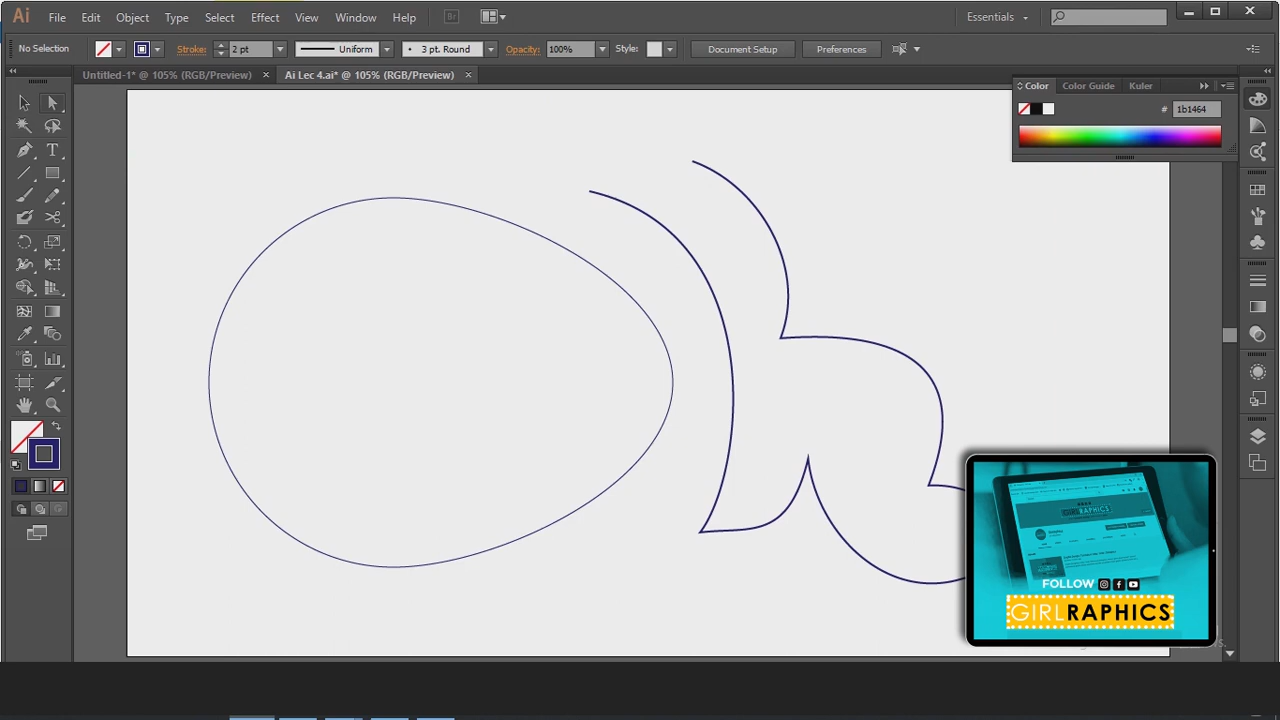 Ai File Edit Object Type Select Effect View Window Help Br Essentials
No Selection Stroke: 2 pt Uniform 3 pt. Round Opacity: 100% Style: Document Setup Preferences
Untitled-1* @ 105% (RGB/Preview) × Ai Lec 4.ai* @ 105% (RGB/Preview) ×
Color Color Guide Kuler
# 1b1464
T
GIRLRAPHICS
FOLLOW
GIRLRAPHICS